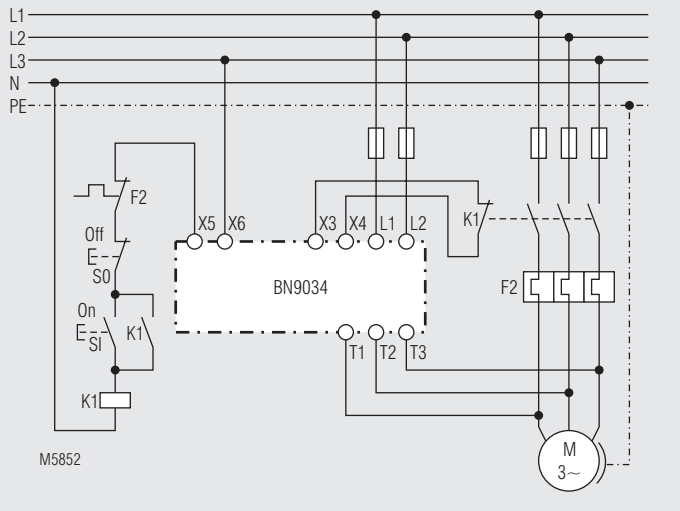 L1
L2
L3
N
PE
F2
X5 X6 X3 X4 L1 L2
K1
Off
S0
BN9034
F2
On
SI
K1
T1 T2 T3
K1
M5852
M
3~